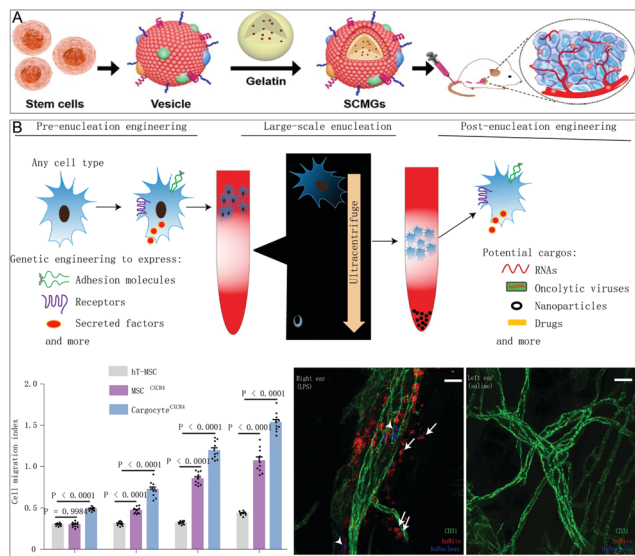 A
Gelatin
Stem cells
Vesicle
SCMGs
B
Pre-enucleation engineering
Large-scale enucleation
Post-enucleation engineering
Any cell type
Ultracentrifuge
Genetic engineering to express:
Adhesion molecules
Receptors
Secreted factors
and more
Potential cargos:
RNAs
Oncolytic viruses
Nanoparticles
Drugs
and more
Cell migration index
2.0
1.5
1.0
0.5
hT-MSC
MSC CXCR4
Cargocyte CXCR4
P = 0.9984
P < 0.0001
P < 0.0001
P < 0.0001
P < 0.0001
P < 0.0001
P < 0.0001
P < 0.0001
Right ear
(LPS)
CD31
huNucleus
Left ear
(saline)
CD31
huNucleus